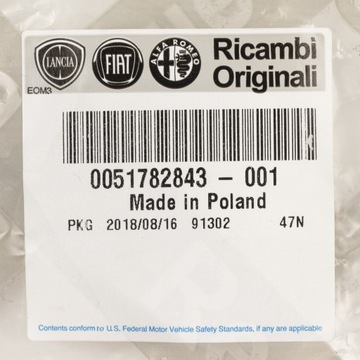 LANCIA FIAT ALFA ROMEO Ricambi
Originali
EOM3
0051782843 - 001
Made in Poland
PKG 2018/08/16 91302 47N
Contents conform to U.S. Federal Motor Vehicle Safety Standards, if any are applicable